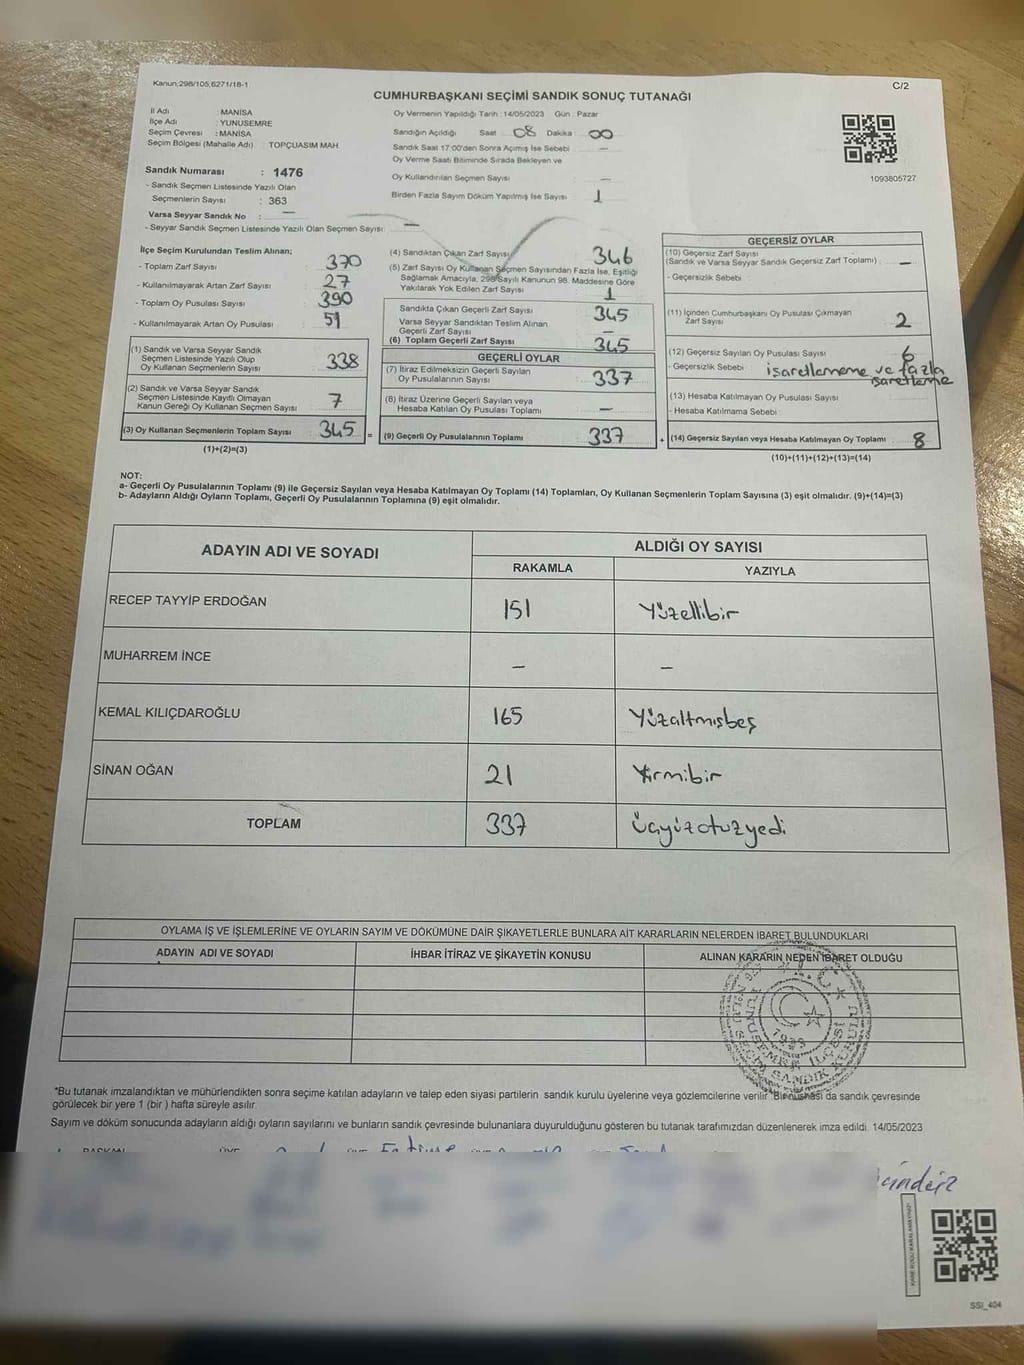 Kanun;298/105;6271/18-1
C/2
CUMHURBAŞKANI SEÇİMİ SANDIK SONUÇ TUTANAĞI
İl Adı : MANİSA
İlçe Adı : YUNUSEMRE
Seçim Çevresi : MANİSA
Seçim Bölgesi (Mahalle Adı) : TOPÇUASIM MAH.
Sandık Numarası : 1476
- Sandık Seçmen Listesinde Yazılı Olan
Seçmenlerin Sayısı : 363
Varsa Seyyar Sandık No : —
- Seyyar Sandık Seçmen Listesinde Yazılı Olan Seçmen Sayısı: —
Oy Vermenin Yapıldığı Tarih : 14/05/2023 Gün : Pazar
Sandığın Açıldığı Saat 08 Dakika : 00
Sandık Saat 17:00'den Sonra Açılmış İse Sebebi —
Oy Verme Saati Bitiminde Sırada Bekleyen ve
Oy Kullandırılan Seçmen Sayısı —
Birden Fazla Sayım Döküm Yapılmış İse Sayısı 1
1093805727
İlçe Seçim Kurulundan Teslim Alınan;
- Toplam Zarf Sayısı 370
- Kullanılmayarak Artan Zarf Sayısı 27
- Toplam Oy Pusulası Sayısı 390
- Kullanılmayarak Artan Oy Pusulası 51
(1) Sandık ve Varsa Seyyar Sandık
Seçmen Listesinde Yazılı Olup
Oy Kullanan Seçmenlerin Sayısı 338
(2) Sandık ve Varsa Seyyar Sandık
Seçmen Listesinde Kayıtlı Olmayan
Kanun Gereği Oy Kullanan Seçmen Sayısı 7
(3) Oy Kullanan Seçmenlerin Toplam Sayısı 345 =
(1)+(2)=(3)
(4) Sandıktan Çıkan Zarf Sayısı 346
(5) Zarf Sayısı Oy Kullanan Seçmen Sayısından Fazla İse, Eşitliği
Sağlamak Amacıyla, 298 Sayılı Kanunun 98. Maddesine Göre
Yakılarak Yok Edilen Zarf Sayısı 1
Sandıkta Çıkan Geçerli Zarf Sayısı 345
Varsa Seyyar Sandıktan Teslim Alınan
Geçerli Zarf Sayısı —
(6) Toplam Geçerli Zarf Sayısı 345
GEÇERLİ OYLAR
(7) İtiraz Edilmeksizin Geçerli Sayılan
Oy Pusulalarının Sayısı 337
(8) İtiraz Üzerine Geçerli Sayılan veya
Hesaba Katılan Oy Pusulası Toplamı —
(9) Geçerli Oy Pusulalarının Toplamı 337 +
GEÇERSİZ OYLAR
(10) Geçersiz Zarf Sayısı
(Sandık ve Varsa Seyyar Sandık Geçersiz Zarf Toplamı) : —
- Geçersizlik Sebebi :
(11) İçinden Cumhurbaşkanı Oy Pusulası Çıkmayan
Zarf Sayısı 2
(12) Geçersiz Sayılan Oy Pusulası Sayısı 6
- Geçersizlik Sebebi işaretlememe ve fazla
işaretleme
(13) Hesaba Katılmayan Oy Pusulası Sayısı
- Hesaba Katılmama Sebebi :
(14) Geçersiz Sayılan veya Hesaba Katılmayan Oy Toplamı 8
(10)+(11)+(12)+(13)=(14)
NOT:
a- Geçerli Oy Pusulalarının Toplamı (9) ile Geçersiz Sayılan veya Hesaba Katılmayan Oy Toplamı (14) Toplamları, Oy Kullanan Seçmenlerin Toplam Sayısına (3) eşit olmalıdır. (9)+(14)=(3)
b- Adayların Aldığı Oyların Toplamı, Geçerli Oy Pusulalarının Toplamına (9) eşit olmalıdır.
ADAYIN ADI VE SOYADI
ALDIĞI OY SAYISI
RAKAMLA YAZIYLA
RECEP TAYYİP ERDOĞAN 151 Yüzellibir
MUHARREM İNCE — —
KEMAL KILIÇDAROĞLU 165 Yüzaltmışbeş
SİNAN OĞAN 21 Yirmibir
TOPLAM 337 Üçyüzotuzyedi
OYLAMA İŞ VE İŞLEMLERİNE VE OYLARIN SAYIM VE DÖKÜMÜNE DAİR ŞİKAYETLERLE BUNLARA AİT KARARLARIN NELERDEN İBARET BULUNDUKLARI
ADAYIN ADI VE SOYADI İHBAR İTİRAZ VE ŞİKAYETİN KONUSU ALINAN KARARIN NEDEN İBARET OLDUĞU
T.C.
YUNUSEMRE İLÇESİ
NOLU SEÇİM SANDIK KURULU
*Bu tutanak imzalandıktan ve mühürlendikten sonra seçime katılan adayların ve talep eden siyasi partilerin sandık kurulu üyelerine veya gözlemcilerine verilir. Bir nüshası da sandık çevresinde
görülecek bir yere 1 (bir ) hafta süreyle asılır.
Sayım ve döküm sonucunda adayların aldığı oyların sayılarını ve bunların sandık çevresinde bulunanlara duyurulduğunu gösteren bu tutanak tarafımızdan düzenlenerek imza edildi. 14/05/2023
SSI_404